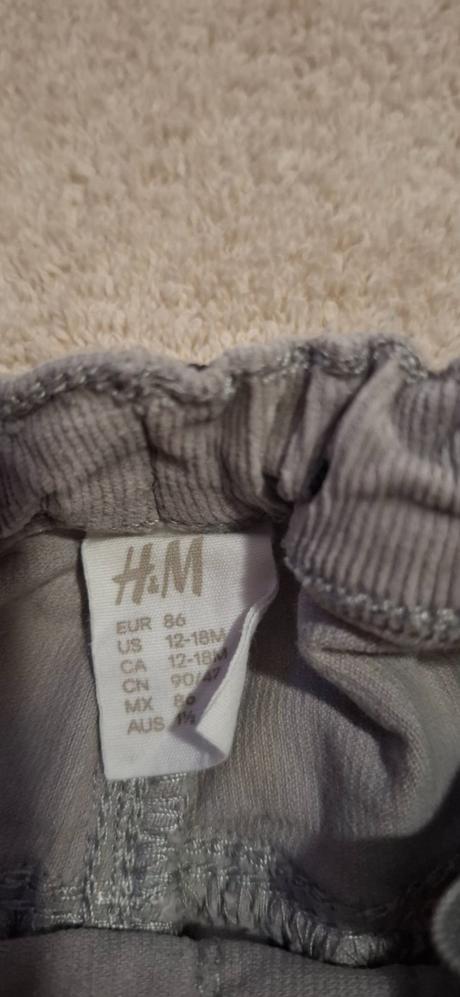 H&M
EUR 86
US 12-18M
CA 12-18M
CN 90/47
MX 86
AUS 1½